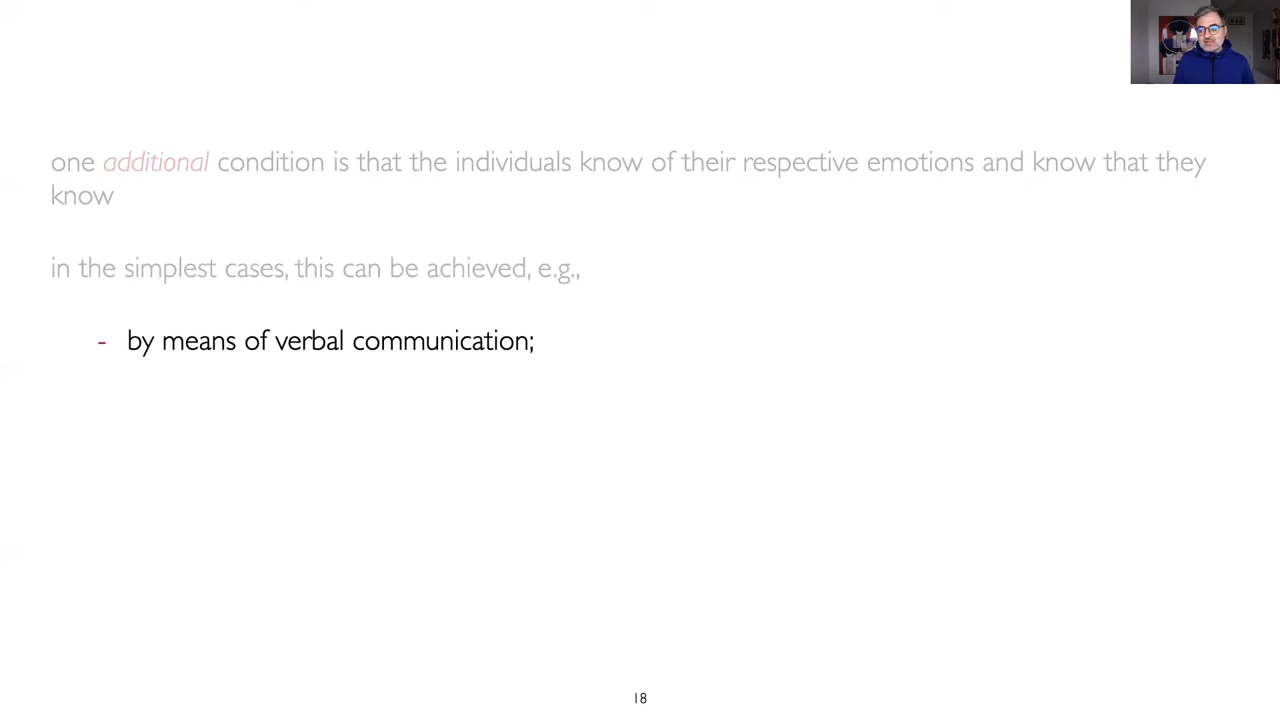 one additional condition is that the individuals know of their respective emotions and know that they
know
in the simplest cases, this can be achieved, e.g.,
- by means of verbal communication;
18